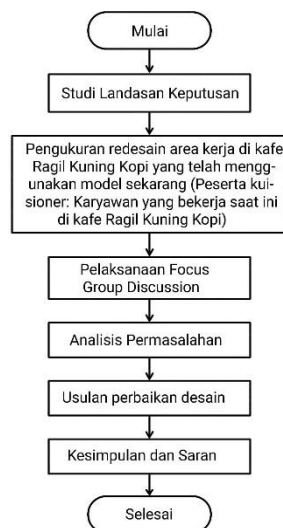 Mulai
Studi Landasan Keputusan
Pengukuran redesain area kerja di kafe
Ragil Kuning Kopi yang telah mengg-
unakan model sekarang (Peserta kui-
sioner: Karyawan yang bekerja saat ini
di kafe Ragil Kuning Kopi)
Pelaksanaan Focus
Group Discussion
Analisis Permasalahan
Usulan perbaikan desain
Kesimpulan dan Saran
Selesai